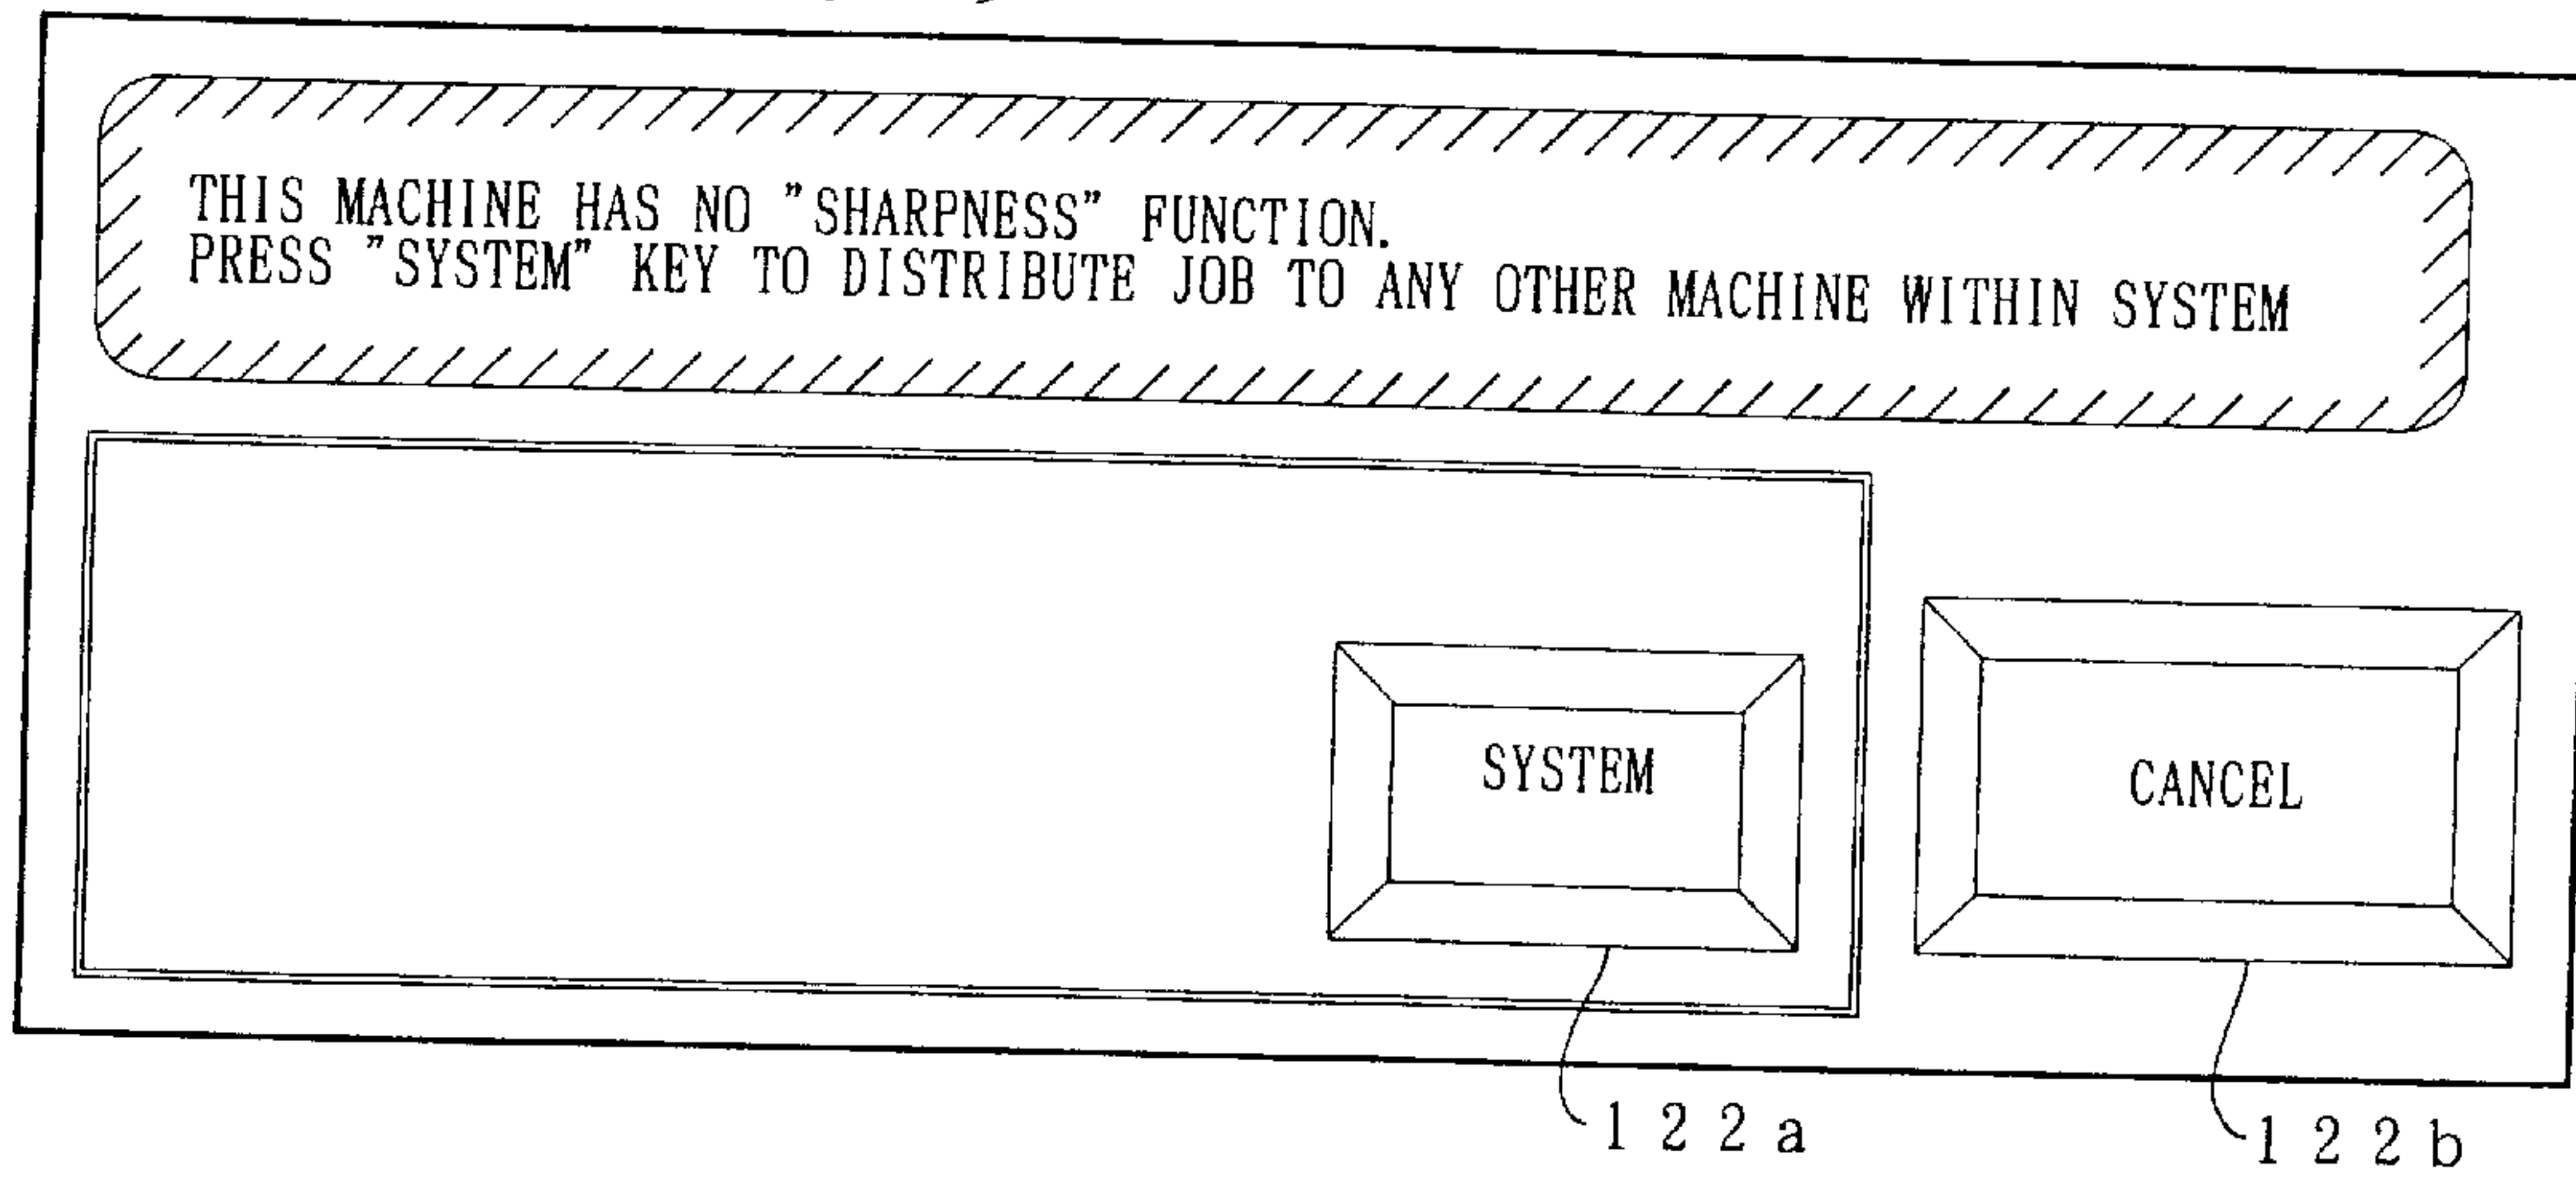 THIS MACHINE HAS NO "SHARPNESS" FUNCTION.
PRESS "SYSTEM" KEY TO DISTRIBUTE JOB TO ANY OTHER MACHINE WITHIN SYSTEM
SYSTEM
CANCEL
122a
122b